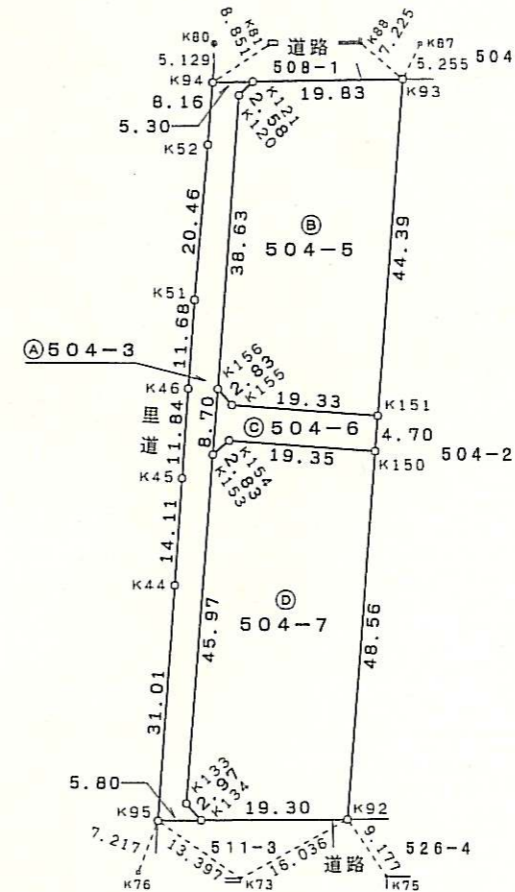 K80
8.851
K81
道路
K88
7.225
K87
5.129
508-1
5.255
504
K94
19.83
K93
8.16
K121
2.58
K120
5.30
K52
Ⓑ
504-5
20.46
38.63
44.39
K51
11.68
Ⓐ504-3
K156
2.83
K155
K46
19.33
K151
里道
11.84
8.70
Ⓒ504-6
4.70
K45
K154
2.83
K153
19.35
K150
504-2
14.11
K44
Ⓓ
504-7
45.97
48.56
31.01
K133
2.97
K134
5.80
K95
19.30
K92
7.217
511-3
道路
526-4
13.397
16.036
9.177
K76
K73
K75